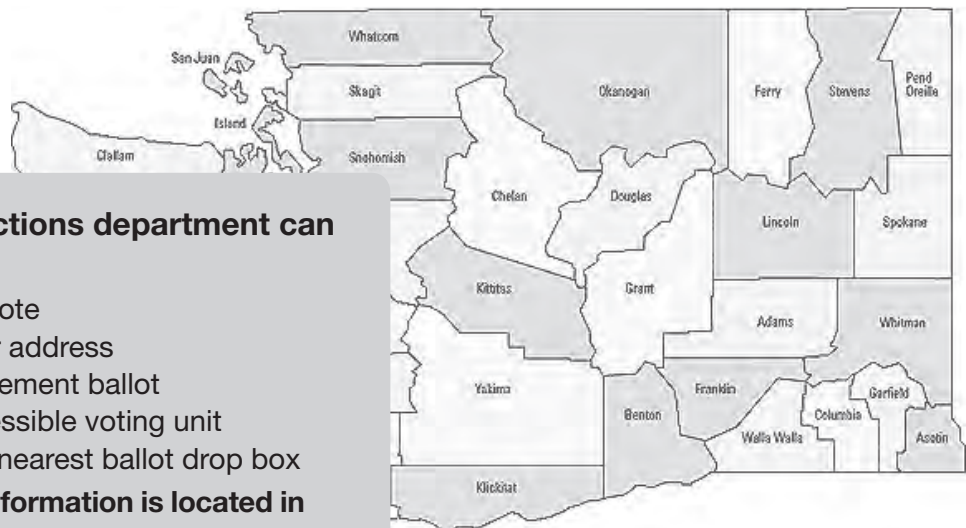 Whatcom
San Juan
Skagit
Okanogan
Ferry
Stevens
Pend
Oreille
Island
Clallam
Snohomish
Chelan
Douglas
Lincoln
Spokane
Kittitas
Grant
Adams
Whitman
Yakima
Franklin
Benton
Walla Walla
Columbia
Garfield
Asotin
Klickitat
ctions department can
ote
r address
ement ballot
essible voting unit
nearest ballot drop box
formation is located in